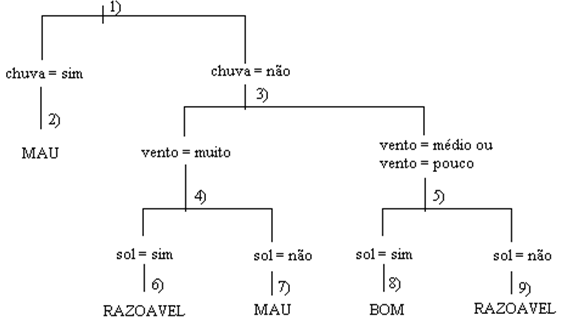 1)
chuva = sim
chuva = não
2)
3)
MAU
vento = muito
vento = médio ou
vento = pouco
4)
5)
sol = sim
sol = não
sol = sim
sol = não
6)
7)
8)
9)
RAZOAVEL
MAU
BOM
RAZOAVEL